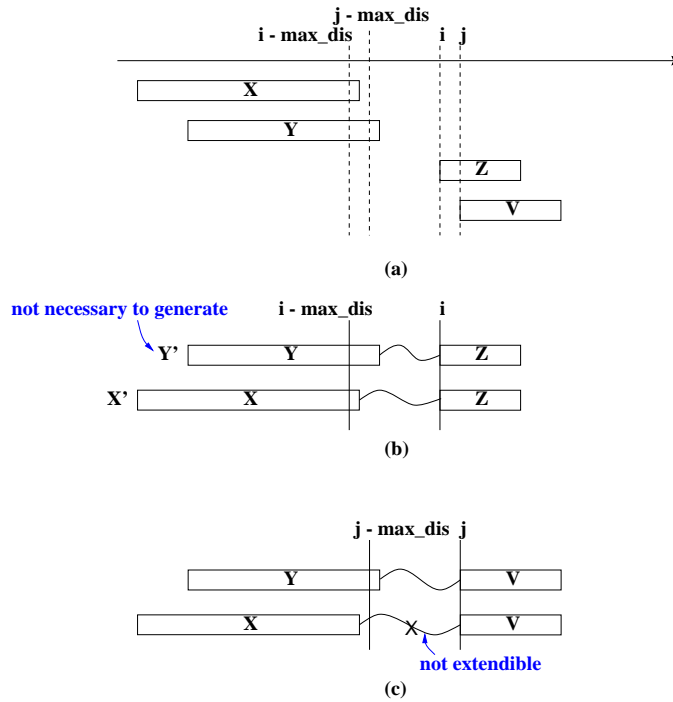 j - max_dis
i - max_dis i j
X
Y
Z
V
(a)
not necessary to generate i - max_dis i
Y' Y Z
X' X Z
(b)
j - max_dis j
Y V
X X V
not extendible
(c)